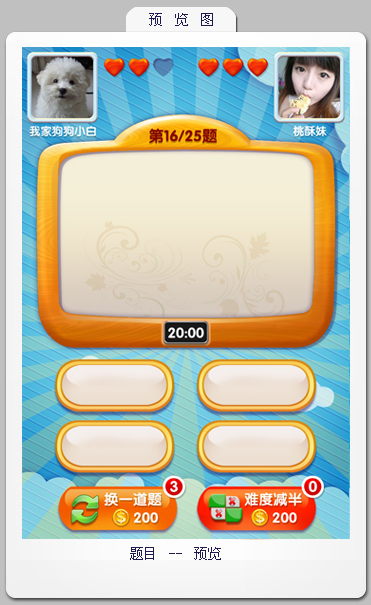 预 览 图
我家狗狗小白
桃酥妹
第16/25题
20:00
换一道题
3
200
难度减半
0
200
题目 -- 预览